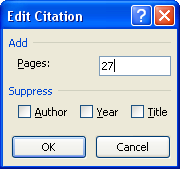 Edit Citation
Add
Pages: 27
Suppress
Author Year Title
OK Cancel